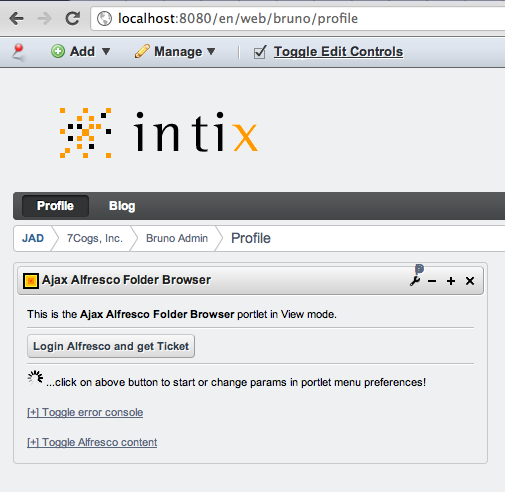 localhost:8080/en/web/bruno/profile
Add Manage Toggle Edit Controls
intix
Profile Blog
JAD 7Cogs, Inc. Bruno Admin Profile
Ajax Alfresco Folder Browser
This is the Ajax Alfresco Folder Browser portlet in View mode.
Login Alfresco and get Ticket
...click on above button to start or change params in portlet menu preferences!
[+] Toggle error console
[+] Toggle Alfresco content